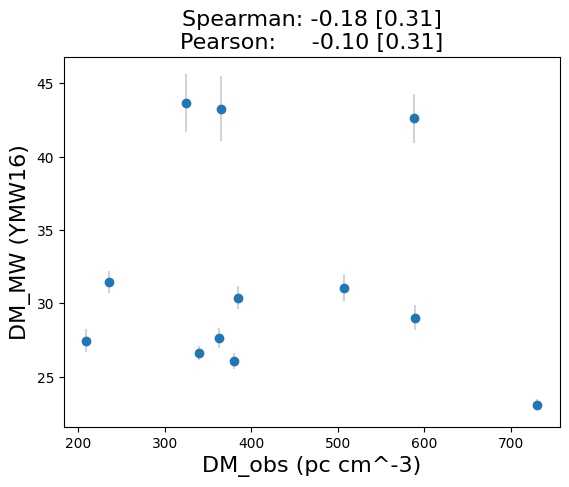 Spearman: -0.18 [0.31]
Pearson: -0.10 [0.31]
DM_MW (YMW16)
45
40
35
30
25
200 300 400 500 600 700
DM_obs (pc cm^-3)